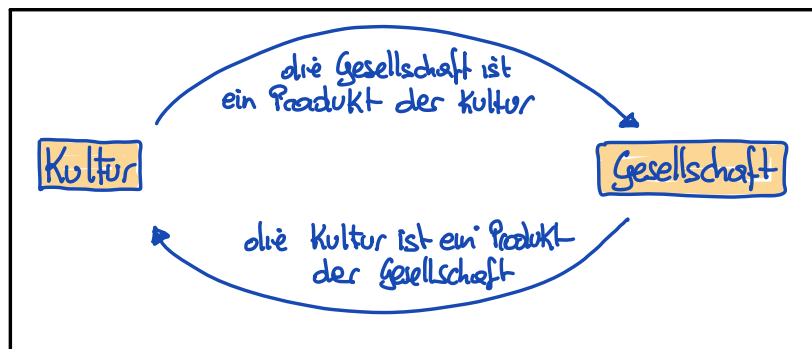 die Gesellschaft ist
ein Produkt der Kultur
Kultur
Gesellschaft
die Kultur ist ein Produkt
der Gesellschaft